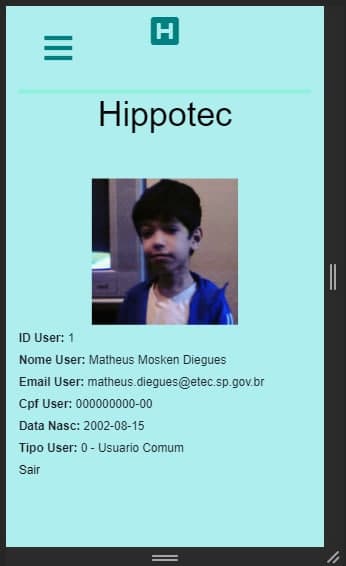 H
Hippotec
ID User: 1
Nome User: Matheus Mosken Diegues
Email User: matheus.diegues@etec.sp.gov.br
Cpf User: 000000000-00
Data Nasc: 2002-08-15
Tipo User: 0 - Usuario Comum
Sair